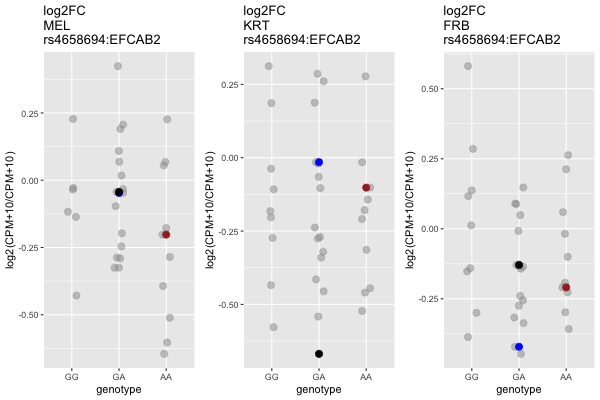 log2FC
MEL
rs4658694:EFCAB2
log2(CPM+10/CPM+10)
0.25
0.00
-0.25
-0.50
GG GA AA
genotype
log2FC
KRT
rs4658694:EFCAB2
log2(CPM+10/CPM+10)
0.25
0.00
-0.25
-0.50
GG GA AA
genotype
log2FC
FRB
rs4658694:EFCAB2
log2(CPM+10/CPM+10)
0.50
0.25
0.00
-0.25
GG GA AA
genotype